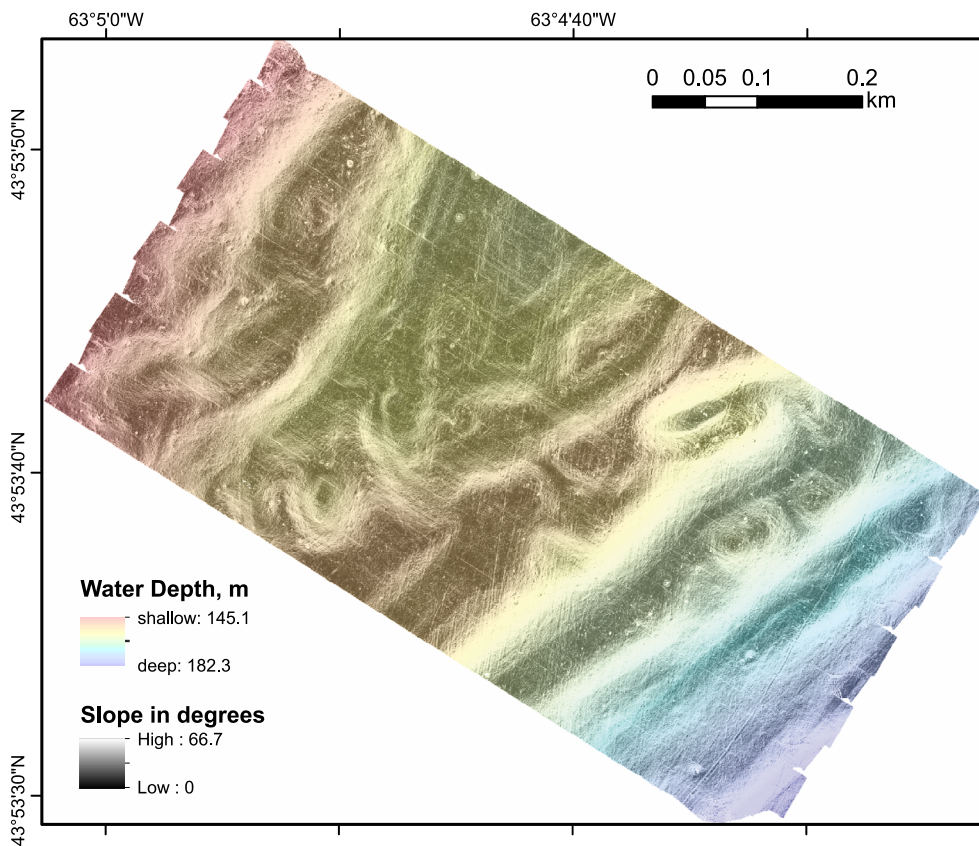 63°5'0"W
63°4'40"W
0 0.05 0.1 0.2
km
43°53'50"N
43°53'40"N
43°53'30"N
Water Depth, m
shallow: 145.1
deep: 182.3
Slope in degrees
High : 66.7
Low : 0